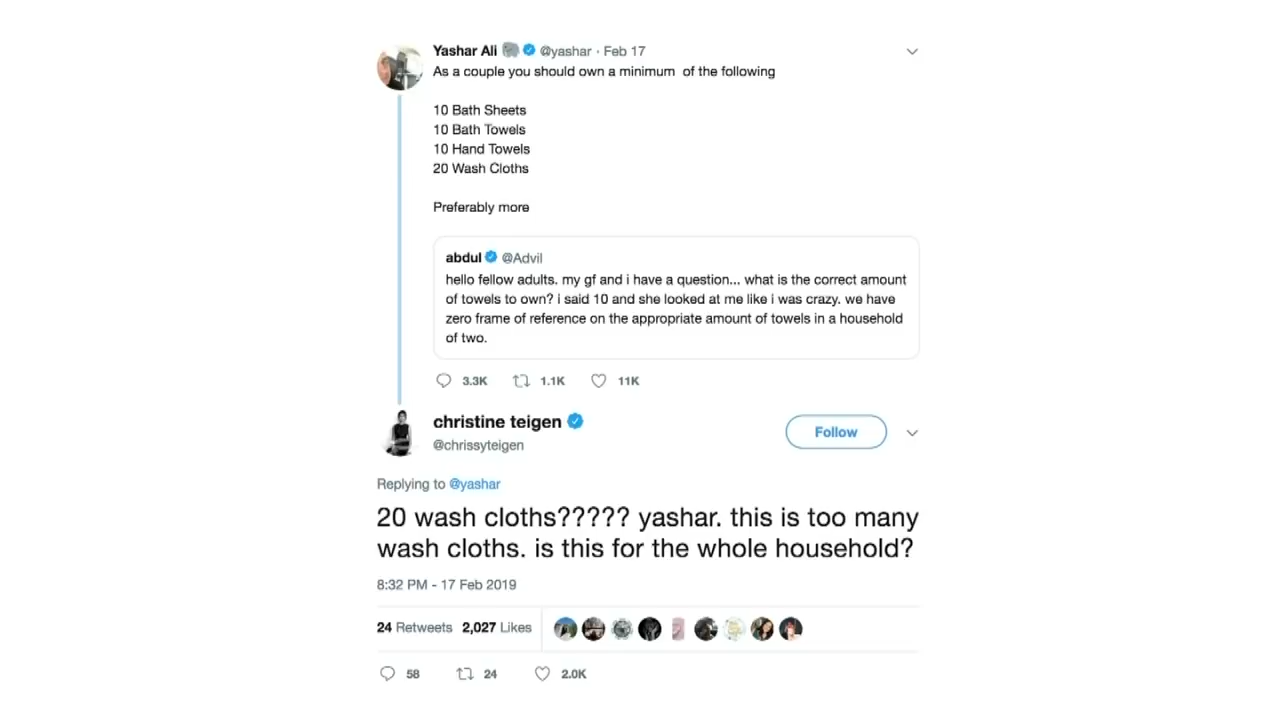 Yashar Ali @yashar · Feb 17
As a couple you should own a minimum of the following
10 Bath Sheets
10 Bath Towels
10 Hand Towels
20 Wash Cloths
Preferably more
abdul @Advil
hello fellow adults. my gf and i have a question... what is the correct amount
of towels to own? i said 10 and she looked at me like i was crazy. we have
zero frame of reference on the appropriate amount of towels in a household
of two.
3.3K 1.1K 11K
christine teigen
Follow
@chrissyteigen
Replying to @yashar
20 wash cloths????? yashar. this is too many
wash cloths. is this for the whole household?
8:32 PM - 17 Feb 2019
24 Retweets 2,027 Likes
58 24 2.0K